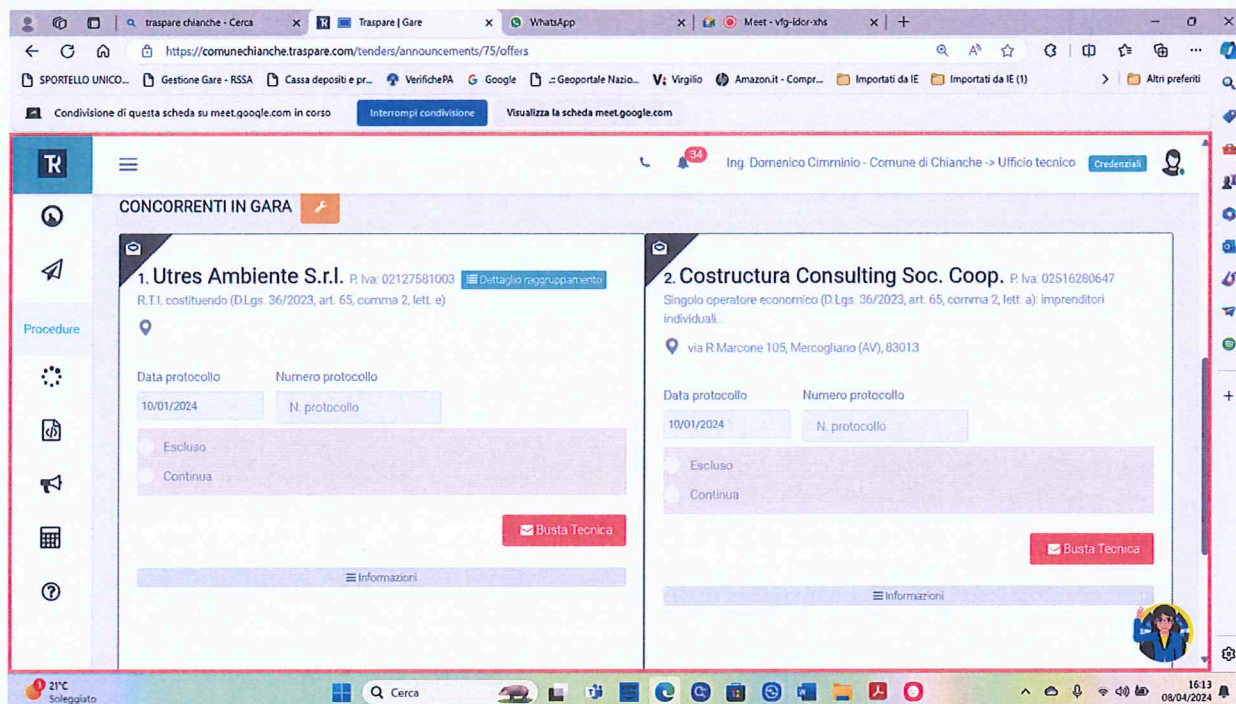 traspare chianche - Cerca
Traspare | Gare
WhatsApp
Meet - vfg-idor-xhs
https://comunechianche.traspare.com/tenders/announcements/75/offers
SPORTELLO UNICO...
Gestione Gare - RSSA
Cassa depositi e pr...
VerifichePA
Google
.::Geoportale Nazio...
Virgilio
Amazon.it - Compr...
Importati da IE
Importati da IE (1)
Altri preferiti
Condivisione di questa scheda su meet.google.com in corso
Interrompi condivisione
Visualizza la scheda meet.google.com
34
Ing. Domenico Cimminio - Comune di Chianche -> Ufficio tecnico
Credenziali
Procedure
CONCORRENTI IN GARA
1. Utres Ambiente S.r.l. P. Iva: 02127581003 Dettaglio raggruppamento
R.T.I. costituendo (D.Lgs. 36/2023, art. 65, comma 2, lett. e)
Data protocollo Numero protocollo
10/01/2024 N. protocollo
Escluso
Continua
Busta Tecnica
Informazioni
2. Costructura Consulting Soc. Coop. P. Iva: 02516280647
Singolo operatore economico (D.Lgs. 36/2023, art. 65, comma 2, lett. a): imprenditori
individuali...
via R.Marcone 105, Mercogliano (AV), 83013
Data protocollo Numero protocollo
10/01/2024 N. protocollo
Escluso
Continua
Busta Tecnica
Informazioni
1
21°C
Soleggiato
Cerca
16:13
08/04/2024